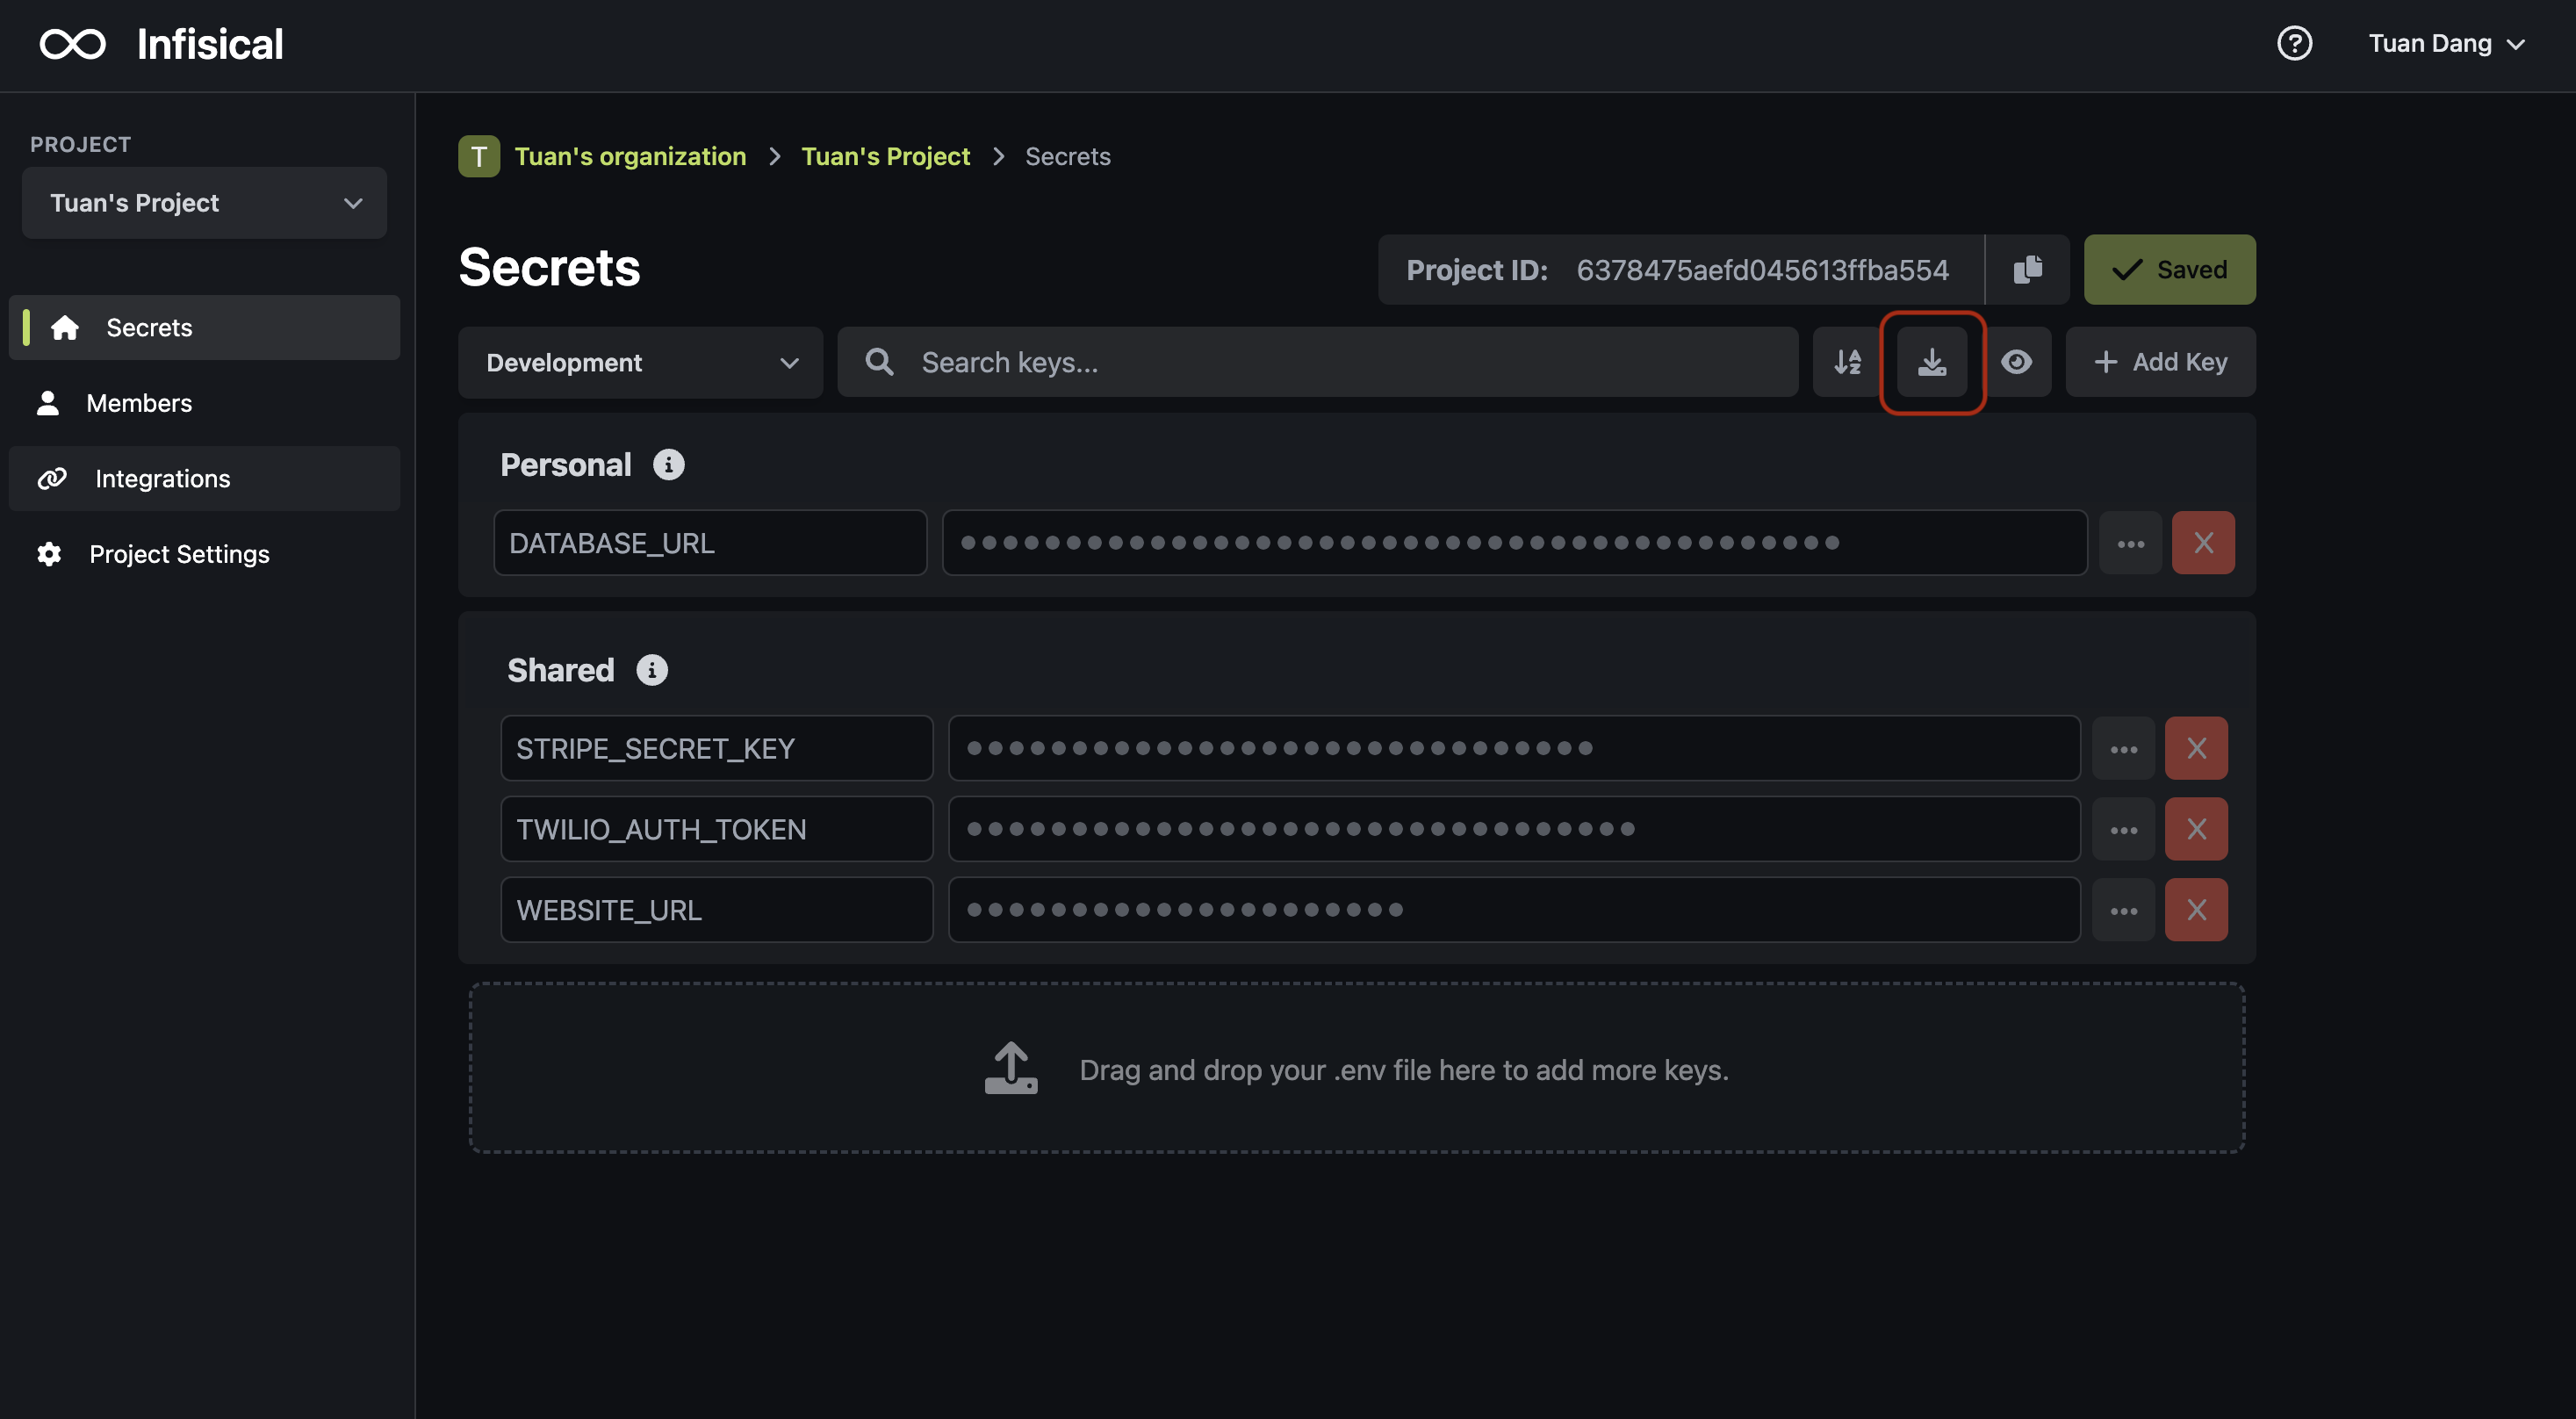 Infisical
Tuan Dang
PROJECT
Tuan's Project
Secrets
Members
Integrations
Project Settings
T Tuan's organization > Tuan's Project > Secrets
Secrets
Project ID: 6378475aefd045613ffba554
Saved
Development
Search keys...
Add Key
Personal
DATABASE_URL
Shared
STRIPE_SECRET_KEY
TWILIO_AUTH_TOKEN
WEBSITE_URL
Drag and drop your .env file here to add more keys.